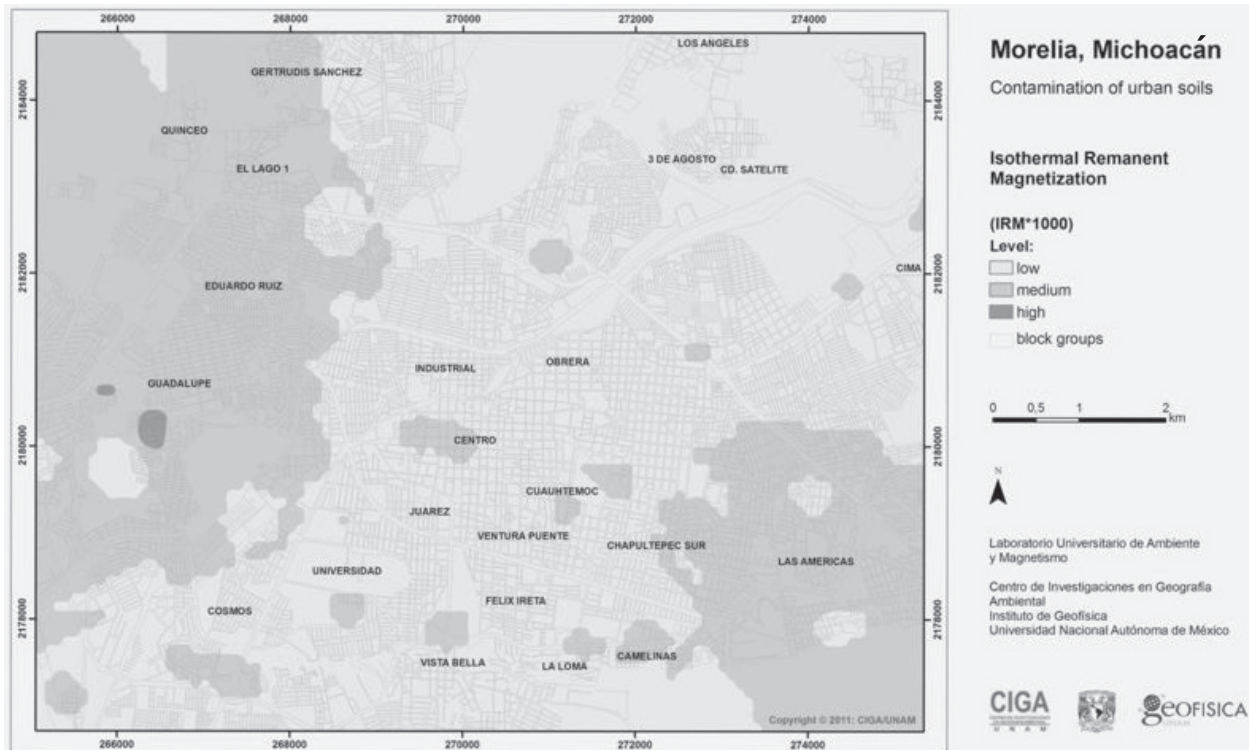 266000 268000 270000 272000 274000
2184000 2184000
2182000 2182000
2180000 2180000
2178000 2178000
LOS ANGELES
GERTRUDIS SANCHEZ
QUINCEO
3 DE AGOSTO
EL LAGO 1
CD. SATELITE
CIMA
EDUARDO RUIZ
OBRERA
INDUSTRIAL
GUADALUPE
CENTRO
CUAUHTEMOC
JUAREZ
VENTURA PUENTE
CHAPULTEPEC SUR
LAS AMERICAS
UNIVERSIDAD
FELIX IRETA
COSMOS
VISTA BELLA
LA LOMA
CAMELINAS
Copyright © 2011: CIGA/UNAM
266000 268000 270000 272000 274000
Morelia, Michoacán
Contamination of urban soils
Isothermal Remanent
Magnetization
(IRM*1000)
Level:
low
medium
high
block groups
0 0,5 1 2
km
N
Laboratorio Universitario de Ambiente
y Magnetismo
Centro de Investigaciones en Geografía
Ambiental
Instituto de Geofísica
Universidad Nacional Autónoma de México
CIGA
UNAM
geOFISICA
UNAM